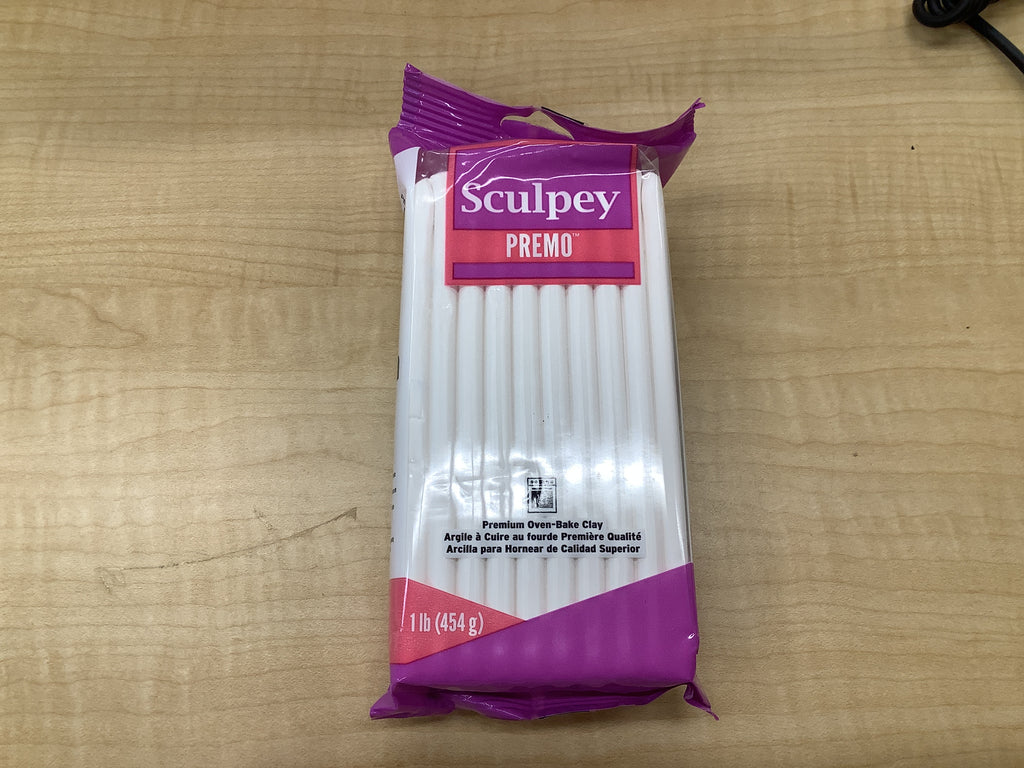 Sculpey
PREMO™
Premium Oven-Bake Clay
Argile à Cuire au fourde Première Qualité
Arcilla para Hornear de Calidad Superior
1 lb (454 g)